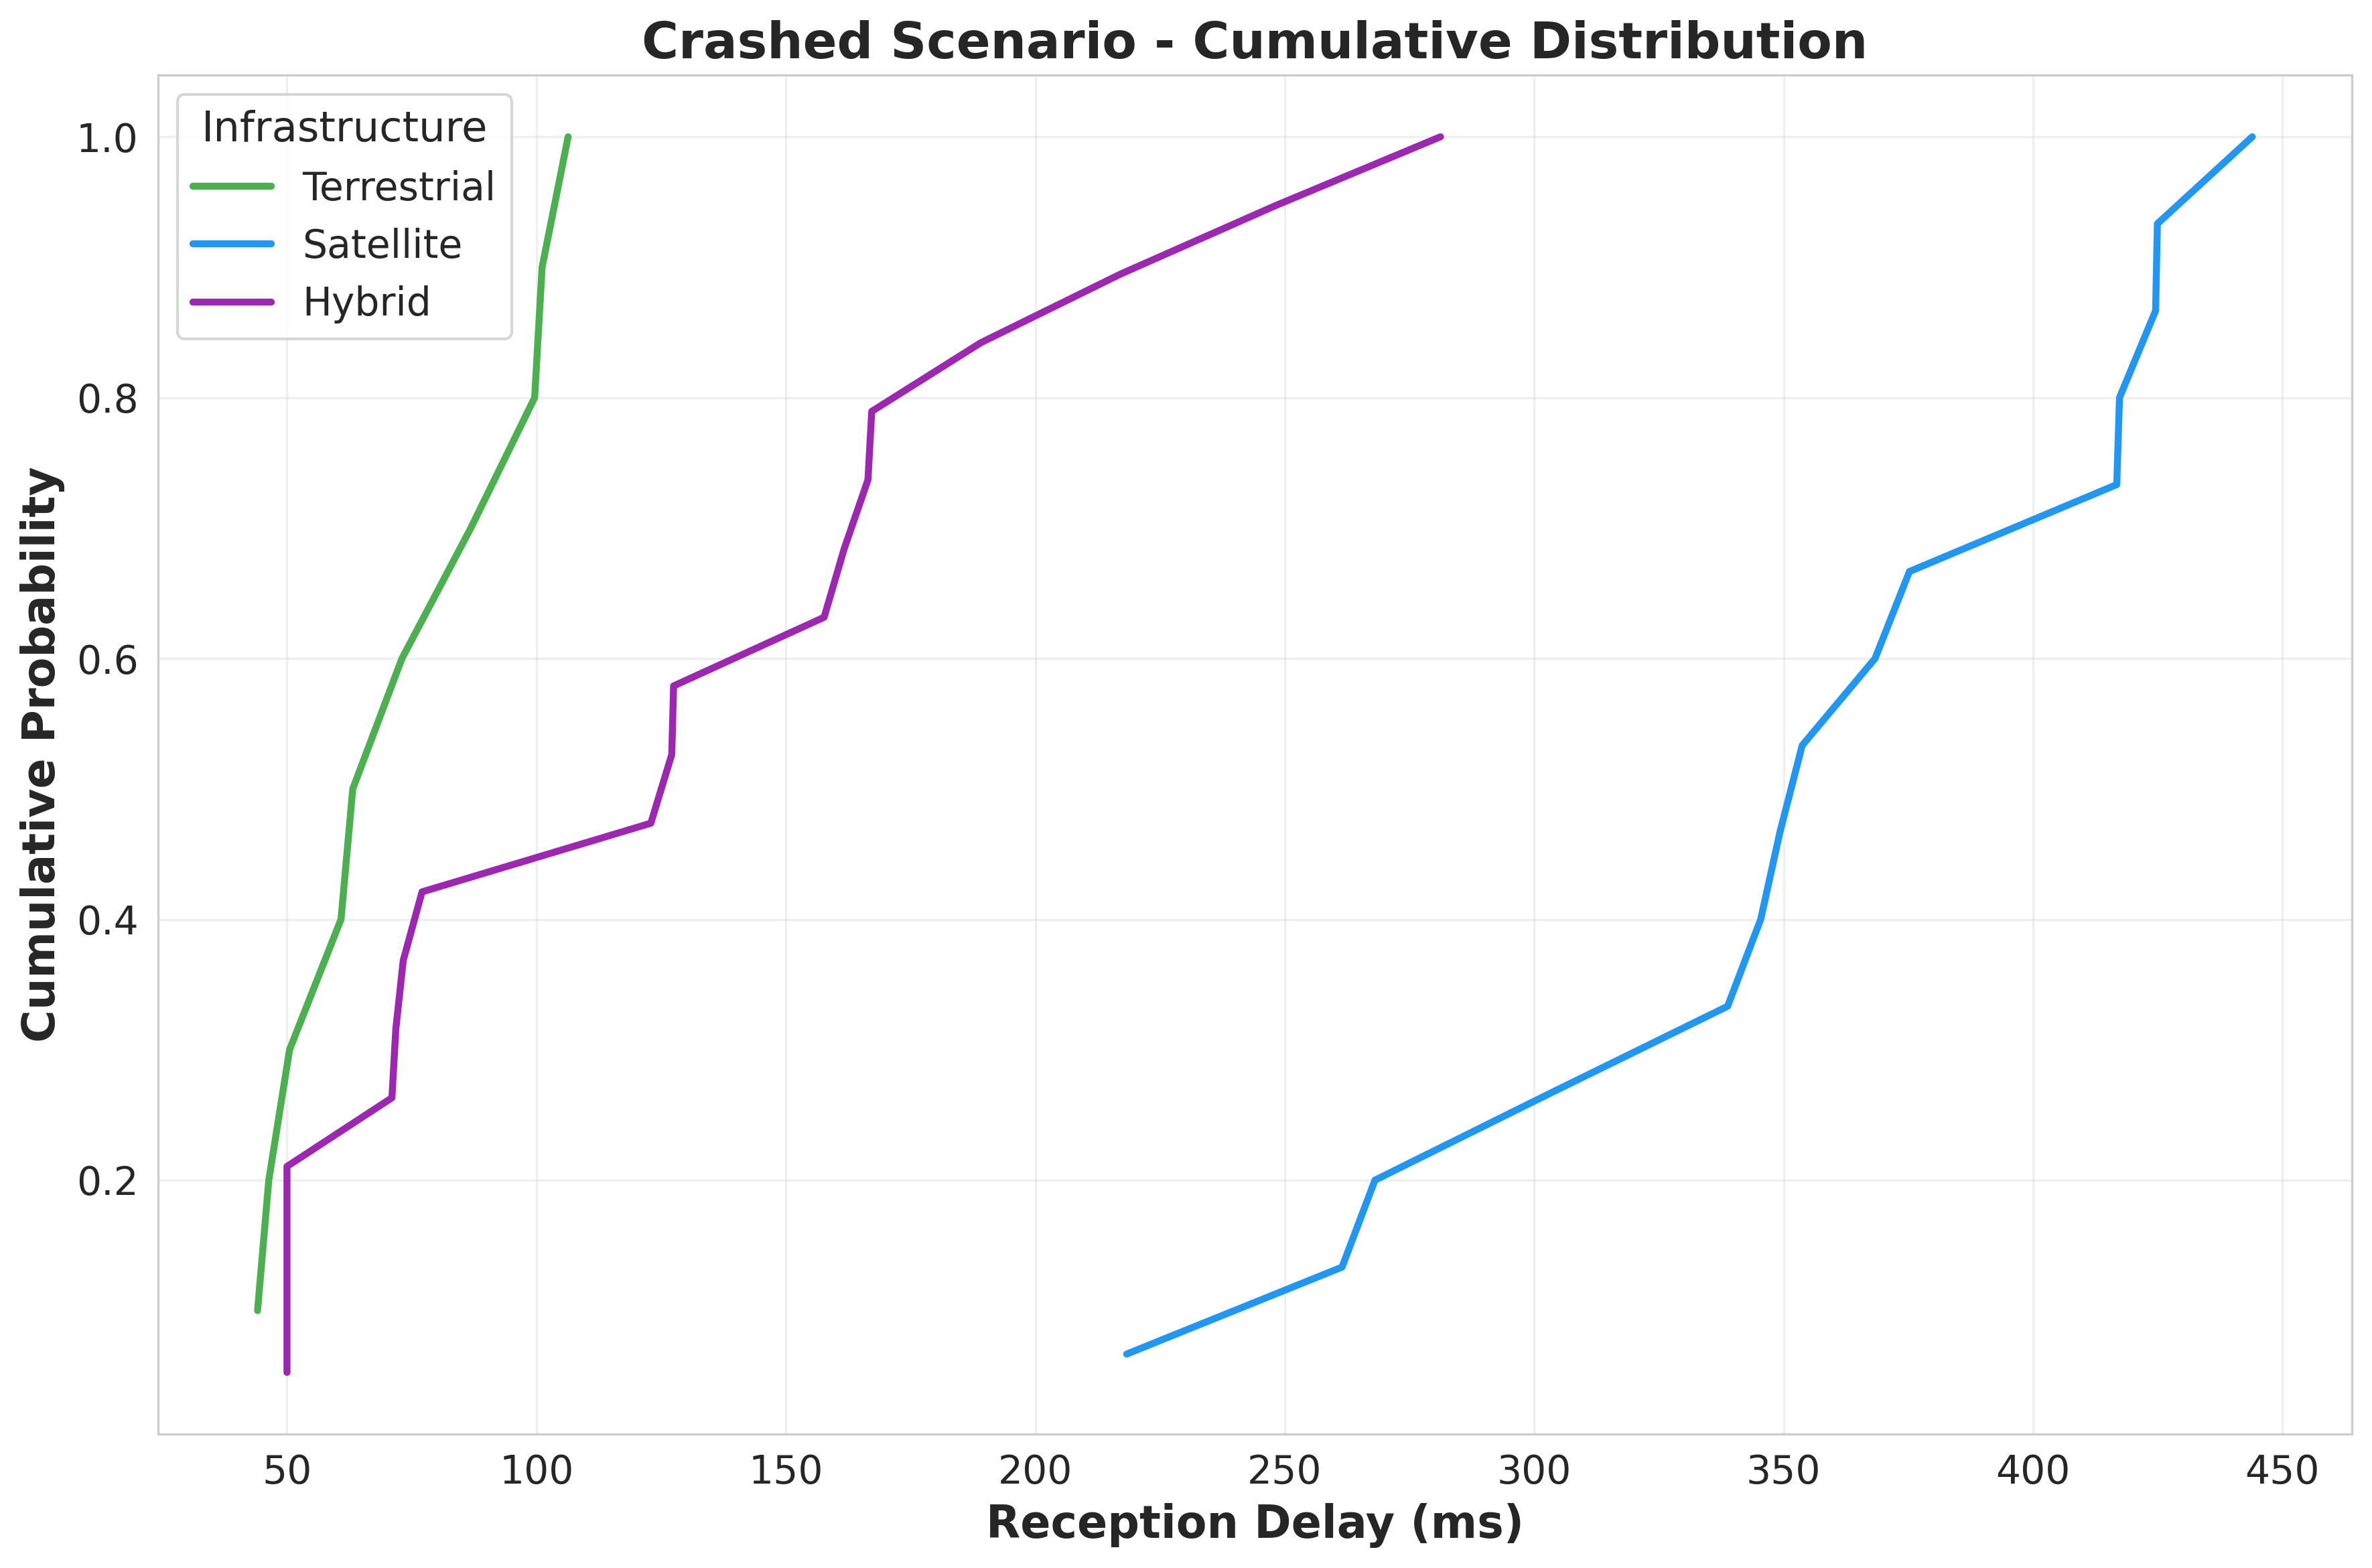 Crashed Scenario - Cumulative Distribution
Infrastructure
Terrestrial
Satellite
Hybrid
Cumulative Probability
1.0
0.8
0.6
0.4
0.2
50 100 150 200 250 300 350 400 450
Reception Delay (ms)